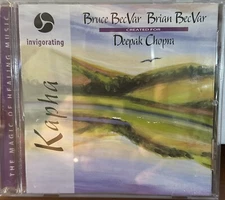 Bruce BecVar Brian BecVar
CREATED FOR
Deepak Chopra
invigorating
Kapha
THE MAGIC OF HEALING MUSIC